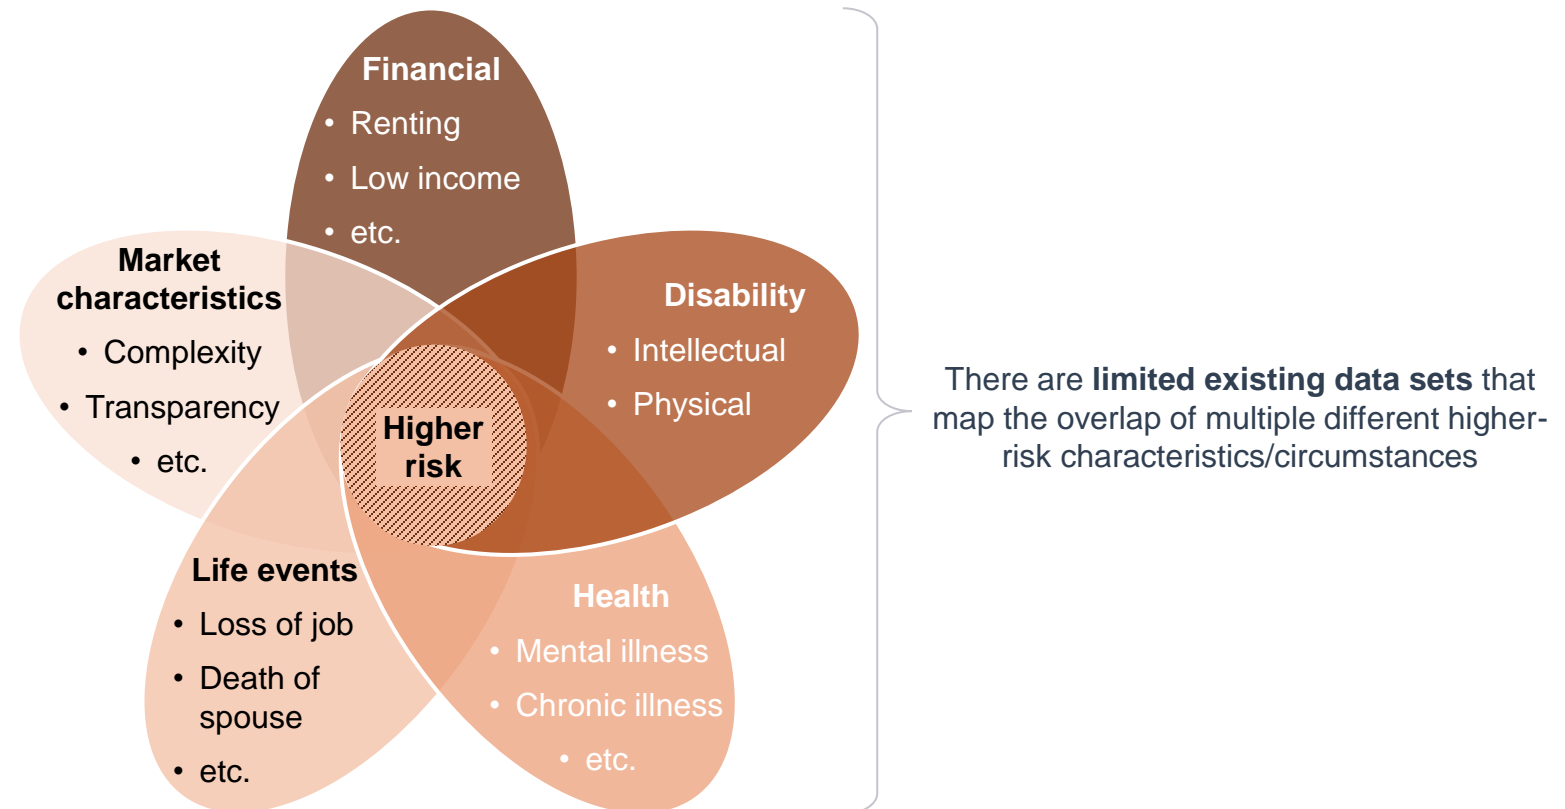 Financial
• Renting
• Low income
• etc.
Market
characteristics
• Complexity
• Transparency
• etc.
Disability
• Intellectual
• Physical
Higher
risk
Life events
• Loss of job
• Death of
spouse
• etc.
Health
• Mental illness
• Chronic illness
• etc.
There are limited existing data sets that
map the overlap of multiple different higher-
risk characteristics/circumstances